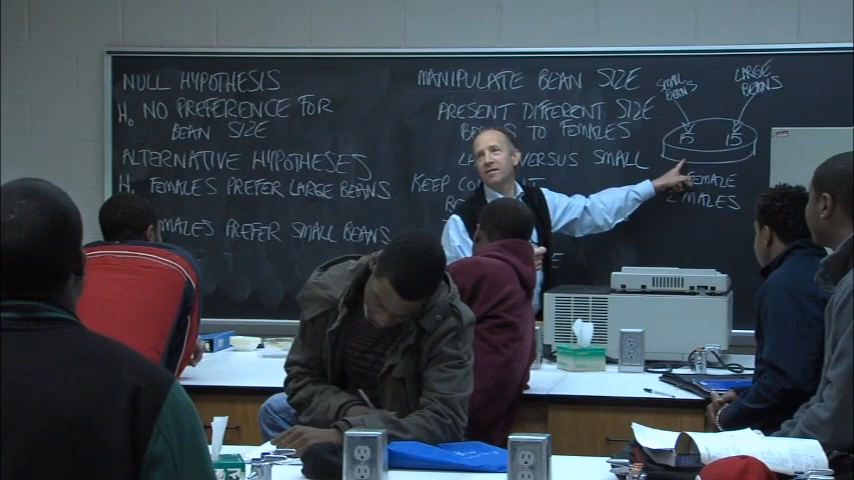 NULL HYPOTHESIS
H₀ NO PREFERENCE FOR
BEAN SIZE
ALTERNATIVE HYPOTHESES
H₁ FEMALES PREFER LARGE BEANS
MALES PREFER SMALL BEANS
MANIPULATE BEAN SIZE
PRESENT DIFFERENT SIZE
TO FEMALES
VERSUS SMALL
KEEP
SMALL
BEANS
LARGE
BEANS
15 15
FEMALE
2 MALES